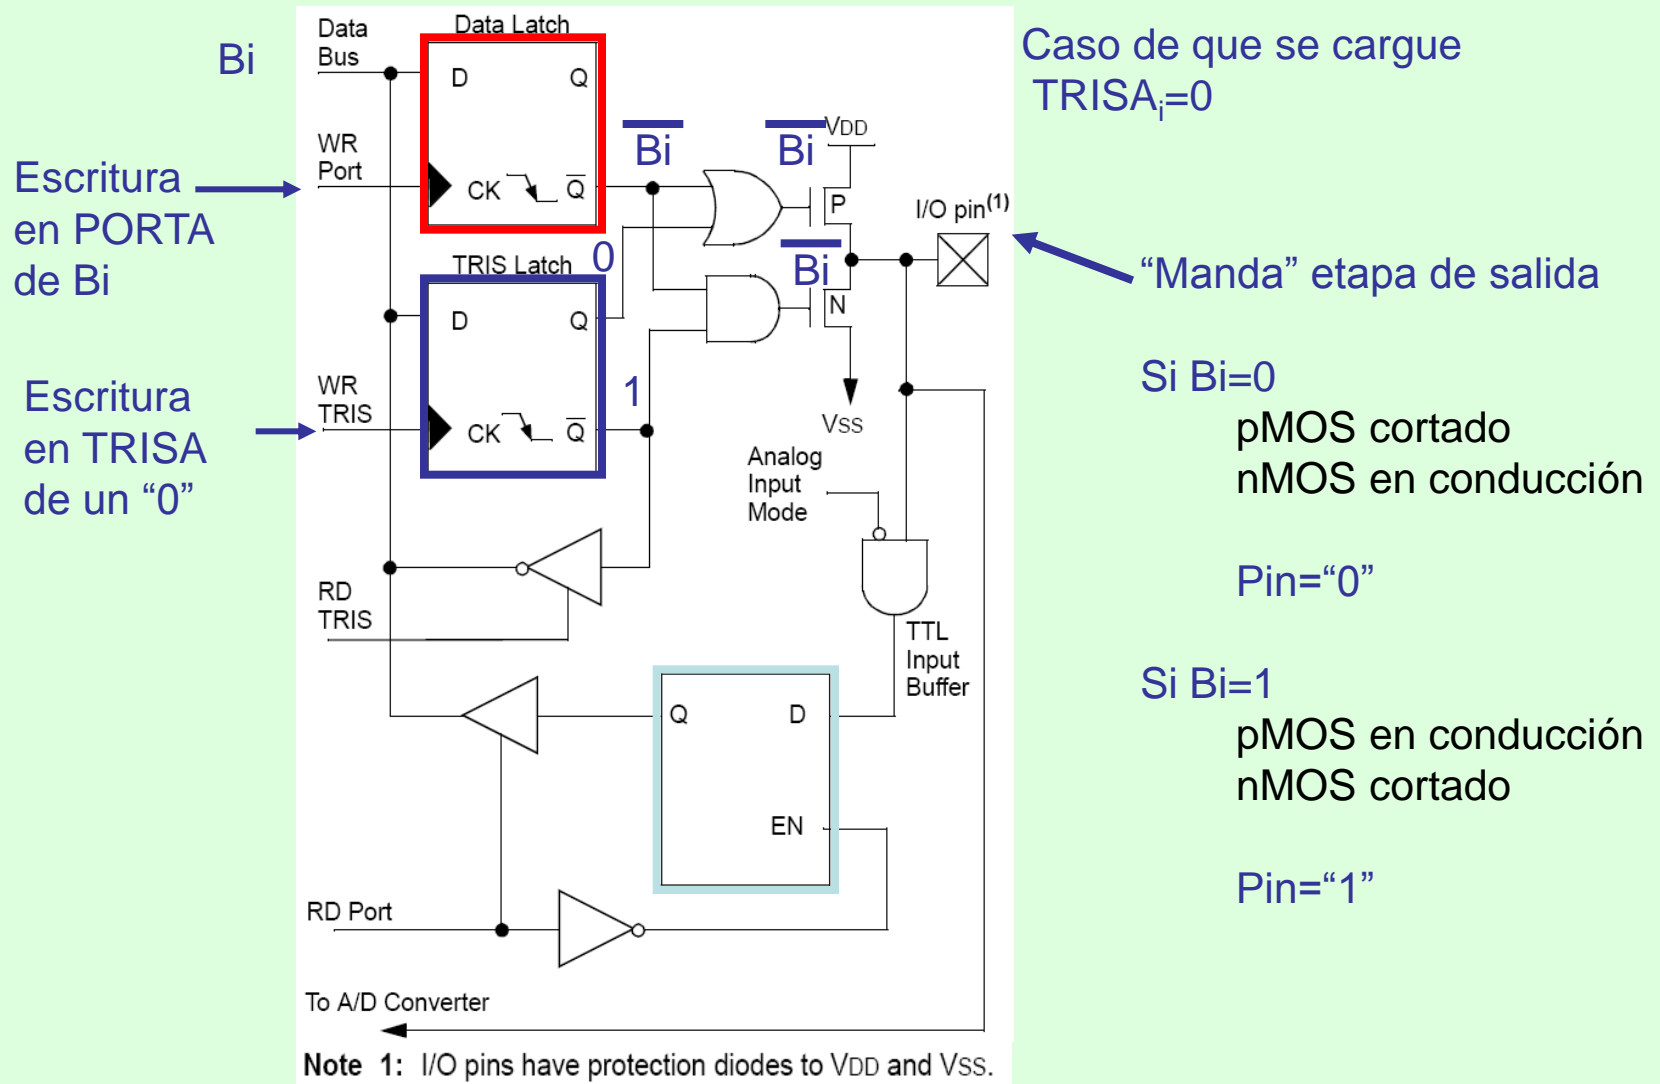 Bi
Data
Bus
Data Latch
D
Q
WR
Port
CK
Q
Bi
Bi
VDD
P
I/O pin(1)
Bi
N
VSS
Escritura
en PORTA
de Bi
TRIS Latch
0
D
Q
WR
TRIS
CK
Q
1
Escritura
en TRISA
de un “0”
Analog
Input
Mode
RD
TRIS
TTL
Input
Buffer
Q
D
EN
RD Port
To A/D Converter
Note 1: I/O pins have protection diodes to VDD and VSS.
Caso de que se cargue
TRISAi=0
“Manda” etapa de salida
Si Bi=0
pMOS cortado
nMOS en conducción
Pin=“0”
Si Bi=1
pMOS en conducción
nMOS cortado
Pin=“1”